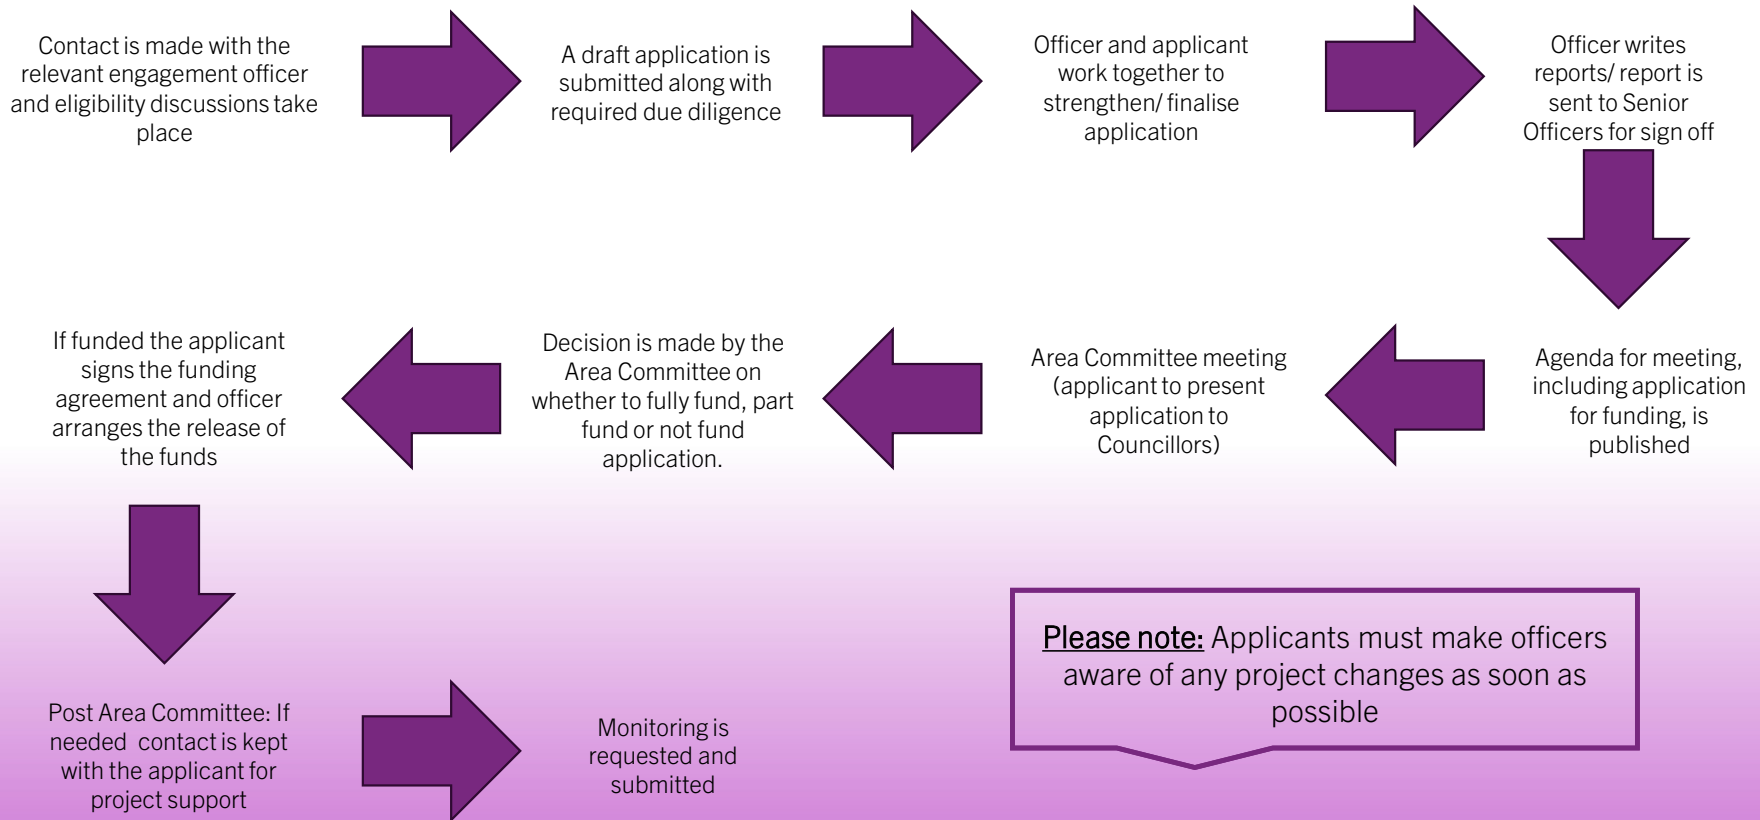 Contact is made with the
relevant engagement officer
and eligibility discussions take
place
A draft application is
submitted along with
required due diligence
Officer and applicant
work together to
strengthen/ finalise
application
Officer writes
reports/ report is
sent to Senior
Officers for sign off
Agenda for meeting,
including application
for funding, is
published
Area Committee meeting
(applicant to present
application to
Councillors)
Decision is made by the
Area Committee on
whether to fully fund, part
fund or not fund
application.
If funded the applicant
signs the funding
agreement and officer
arranges the release of
the funds
Post Area Committee: If
needed contact is kept
with the applicant for
project support
Monitoring is
requested and
submitted
Please note: Applicants must make officers
aware of any project changes as soon as
possible